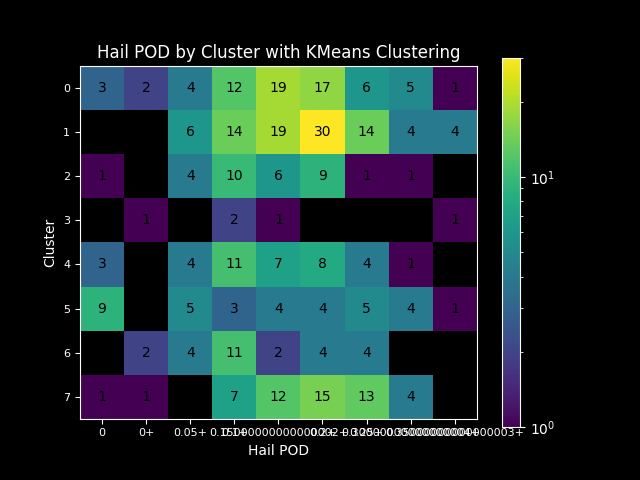 Hail POD by Cluster with KMeans Clustering
0 3 2 4 12 19 17 6 5 1
1 6 14 19 30 14 4 4
2 1 4 10 6 9 1 1
3 1 2 1 1
4 3 4 11 7 8 4 1
5 9 5 3 4 4 5 4 1
6 2 4 11 2 4 4
7 1 1 7 12 15 13 4
Cluster
0 0+ 0.05+
Hail POD
10¹
10⁰